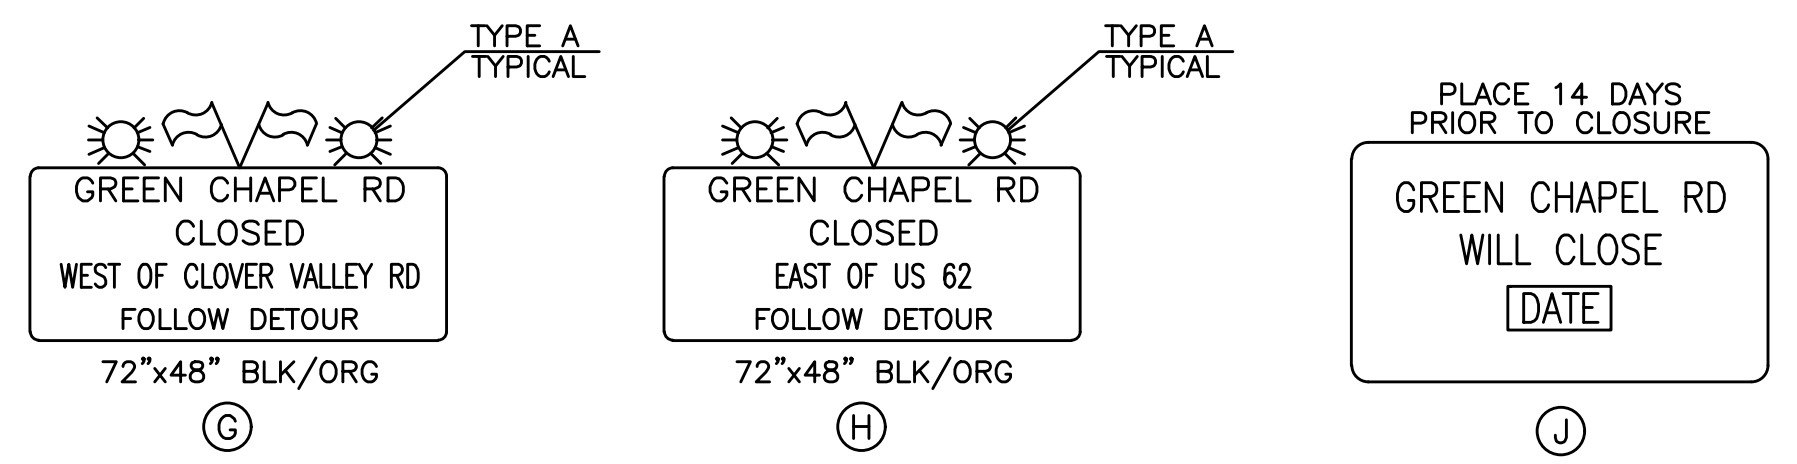 TYPE A
TYPICAL
GREEN CHAPEL RD
CLOSED
WEST OF CLOVER VALLEY RD
FOLLOW DETOUR
72"x48" BLK/ORG
G
TYPE A
TYPICAL
GREEN CHAPEL RD
CLOSED
EAST OF US 62
FOLLOW DETOUR
72"x48" BLK/ORG
H
PLACE 14 DAYS
PRIOR TO CLOSURE
GREEN CHAPEL RD
WILL CLOSE
DATE
J